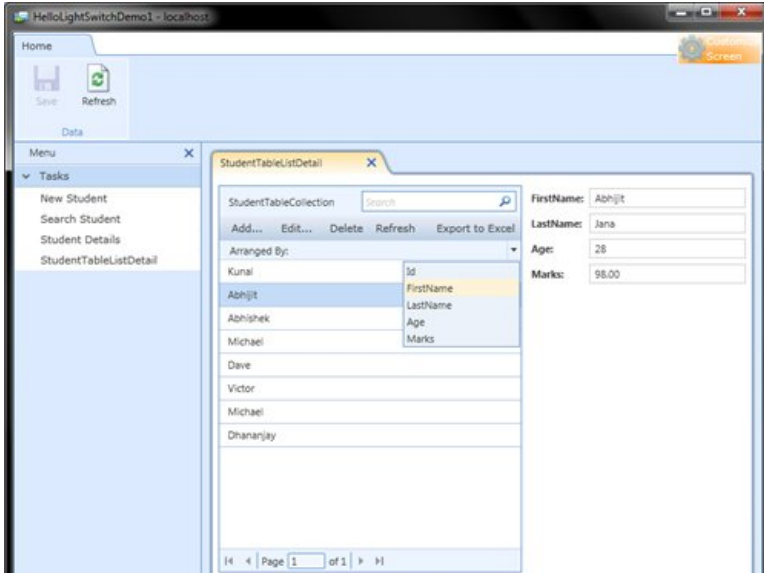 HelloLightSwitchDemo1 - localhost
Home
Custom
Screen
Save
Refresh
Data
Menu
Tasks
New Student
Search Student
Student Details
StudentTableListDetail
StudentTableListDetail
StudentTableCollection
Search
Add... Edit... Delete Refresh Export to Excel
Arranged By:
Id
FirstName
LastName
Age
Marks
Kunal
Abhijit
Abhishek
Michael
Dave
Victor
Michael
Dhananjay
Page 1 of 1
FirstName: Abhijit
LastName: Jana
Age: 28
Marks: 98.00